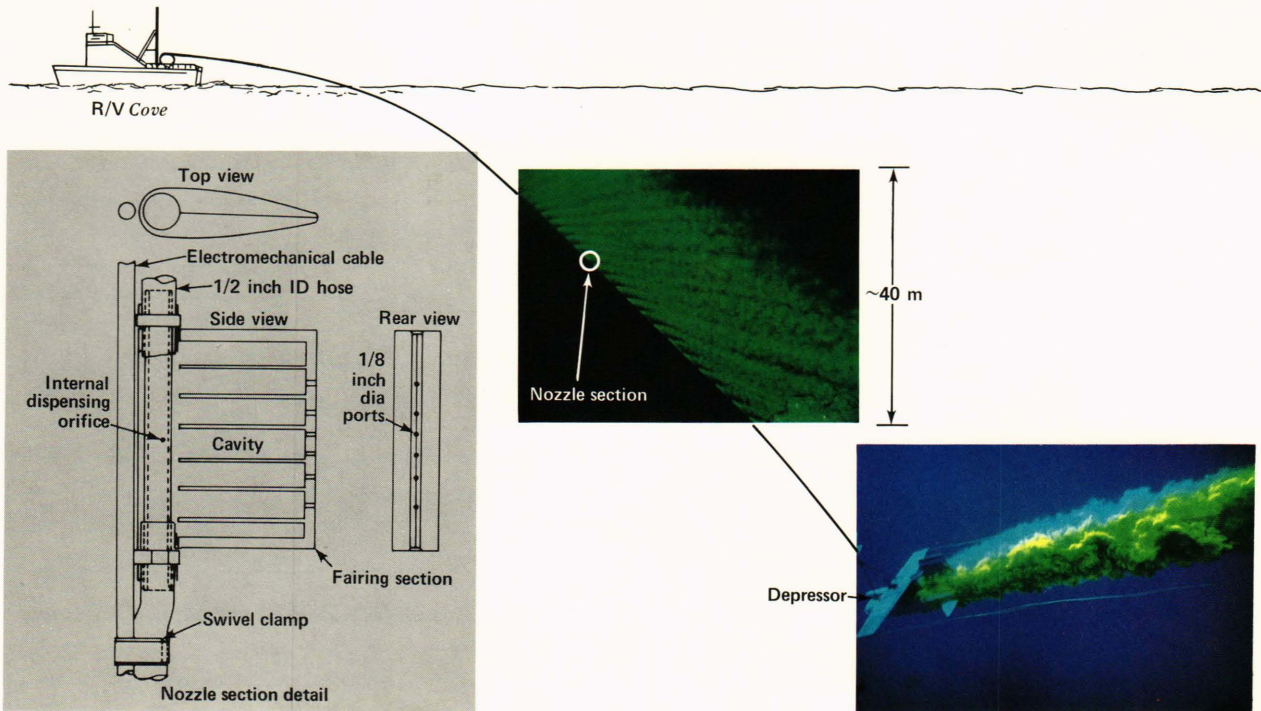 R/V Cove
Top view
Electromechanical cable
1/2 inch ID hose
Side view
Rear view
1/8
inch
dia
ports
Internal
dispensing
orifice
Cavity
Fairing section
Swivel clamp
Nozzle section detail
Nozzle section
~40 m
Depressor